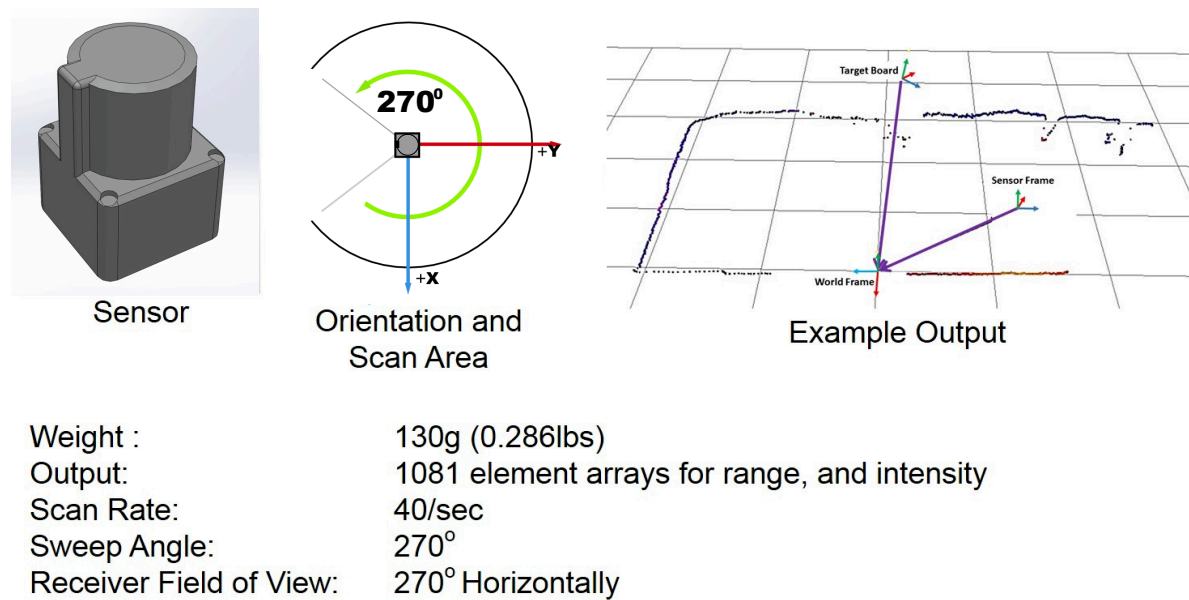 270⁰
+Y
+X
Target Board
Sensor Frame
World Frame
Sensor
Orientation and
Scan Area
Example Output
Weight : 130g (0.286lbs)
Output: 1081 element arrays for range, and intensity
Scan Rate: 40/sec
Sweep Angle: 270°
Receiver Field of View: 270° Horizontally